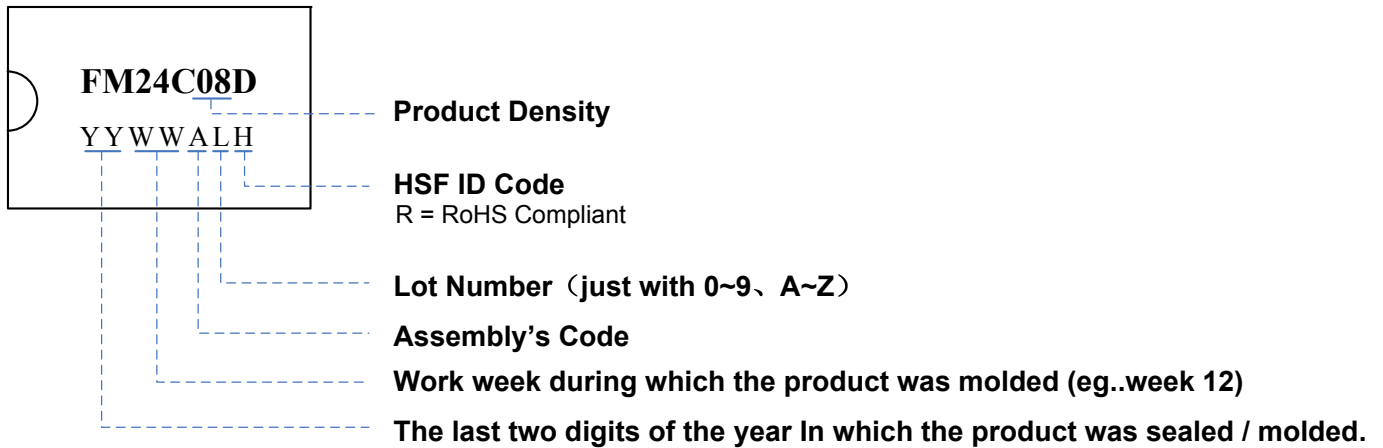 FM24C08D
YYWWALH
Product Density
HSF ID Code
R = RoHS Compliant
Lot Number（just with 0~9、A~Z）
Assembly’s Code
Work week during which the product was molded (eg..week 12)
The last two digits of the year In which the product was sealed / molded.